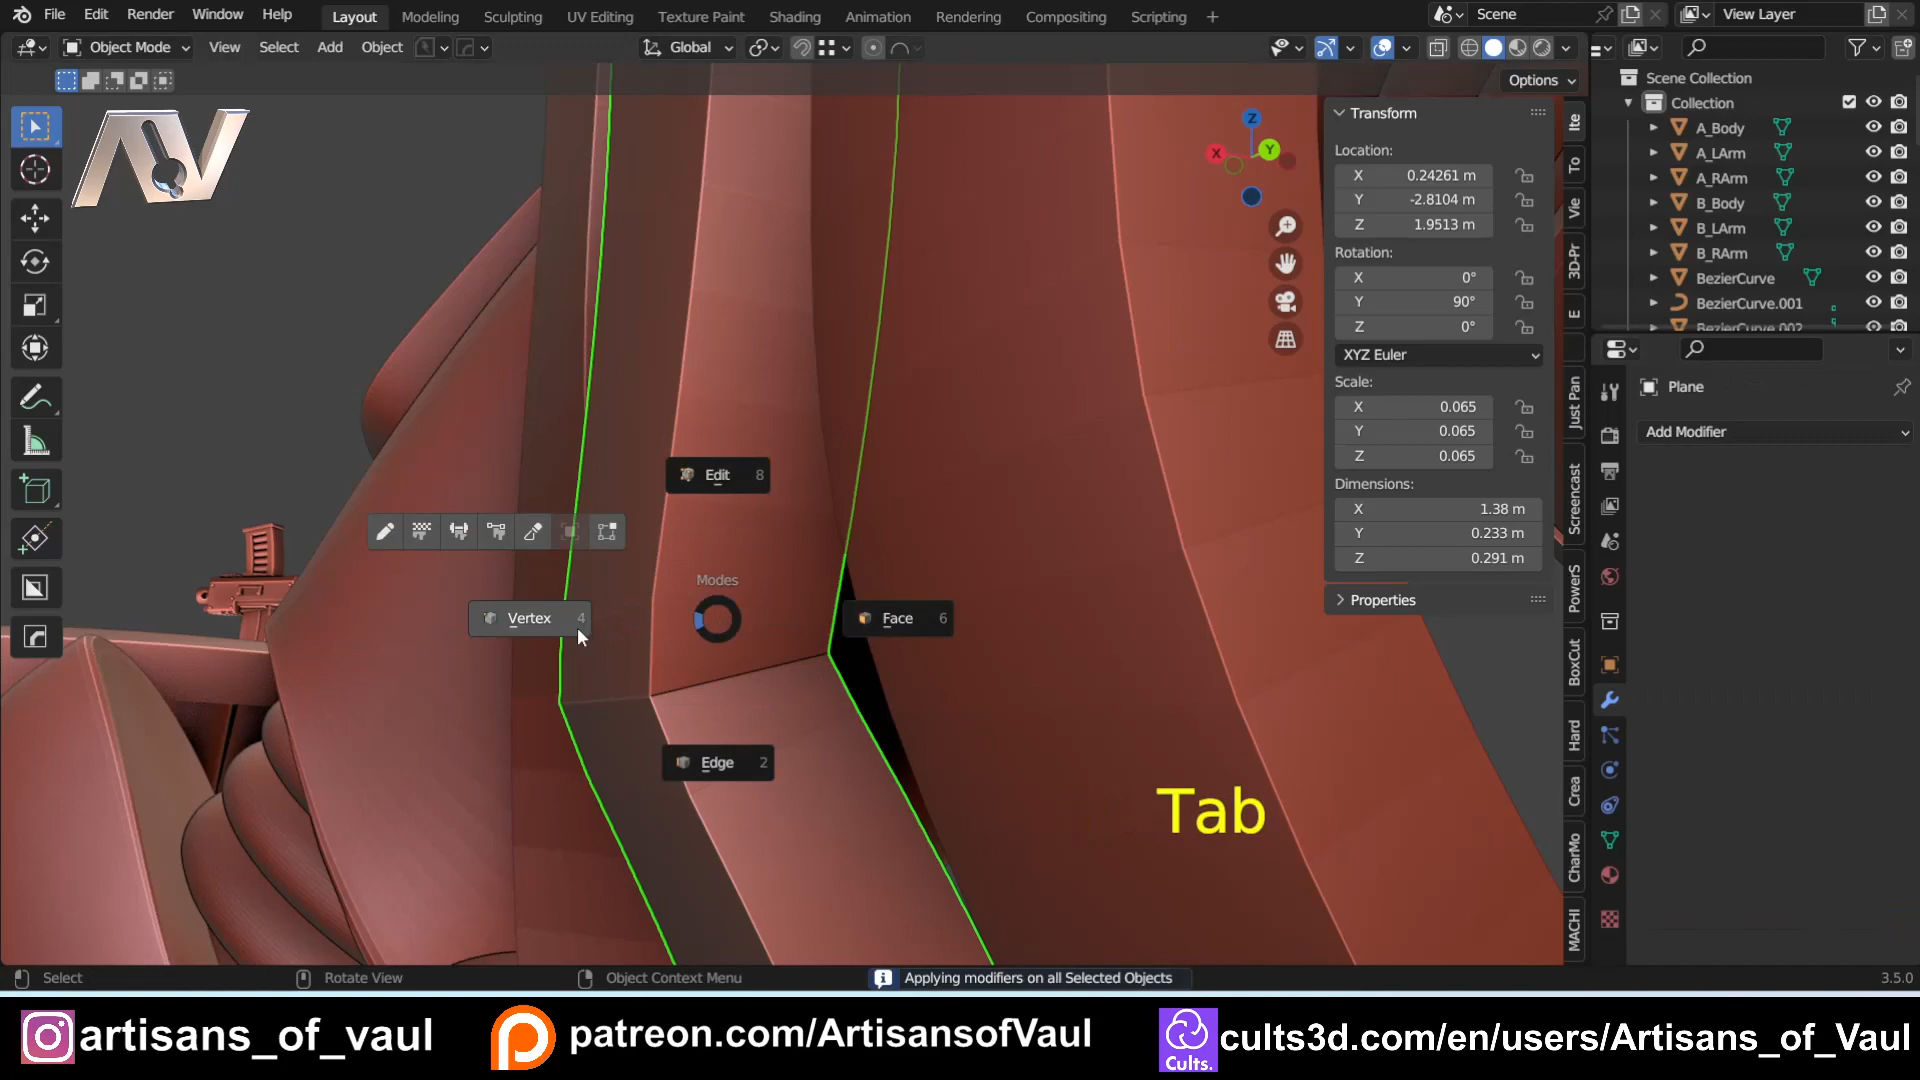 File Edit Render Window Help Layout Modeling Sculpting UV Editing Texture Paint Shading Animation Rendering Compositing Scripting + Scene View Layer
Object Mode View Select Add Object Global
Options
Scene Collection
Collection
A_Body
A_LArm
A_RArm
B_Body
B_LArm
B_RArm
BezierCurve
BezierCurve.001
BezierCurve.002
Plane
Add Modifier
Transform
Location:
X 0.24261 m
Y -2.8104 m
Z 1.9513 m
Rotation:
X 0°
Y 90°
Z 0°
XYZ Euler
Scale:
X 0.065
Y 0.065
Z 0.065
Dimensions:
X 1.38 m
Y 0.233 m
Z 0.291 m
Properties
Ite
To
Vie
3D-Pr
E
Just Pan
Screencast
PowerS
BoxCut
Hard
Crea
CharMo
MACHI
X Y Z
AV
Edit 8
Modes
Vertex 4
Face 6
Edge 2
Tab
Select Rotate View Object Context Menu Applying modifiers on all Selected Objects 3.5.0
artisans_of_vaul patreon.com/ArtisansofVaul Cults. cults3d.com/en/users/Artisans_of_Vaul